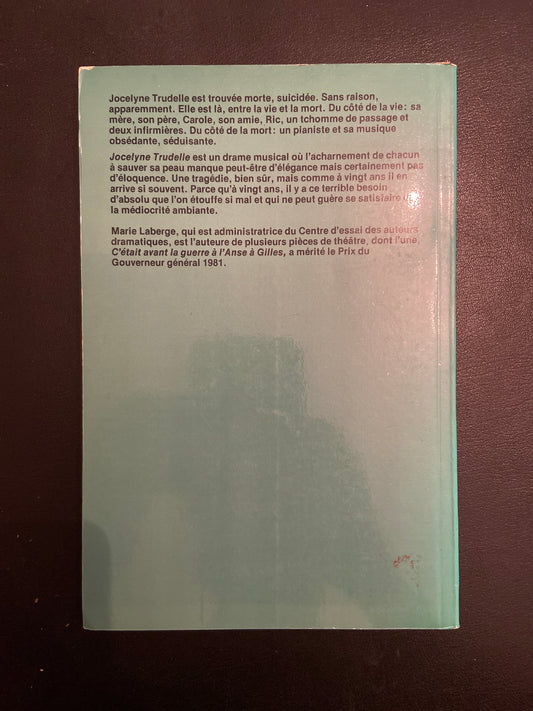 Jocelyne Trudelle est trouvée morte, suicidée. Sans raison,
apparemment. Elle est là, entre la vie et la mort. Du côté de la vie: sa
mère, son père, Carole, son amie, Ric, un tchomme de passage et
deux infirmières. Du côté de la mort: un pianiste et sa musique
obsédante, séduisante.
Jocelyne Trudelle est un drame musical où l'acharnement de chacun
à sauver sa peau manque peut-être d'élégance mais certainement pas
d'éloquence. Une tragédie, bien sûr, mais comme à vingt ans il en
arrive si souvent. Parce qu'à vingt ans, il y a ce terrible besoin
d'absolu que l'on étouffe si mal et qui ne peut guère se satisfaire
la médiocrité ambiante.
Marie Laberge, qui est administratrice du Centre d'essai des auteurs
dramatiques, est l'auteure de plusieurs pièces de théâtre, dont l'une,
C'était avant la guerre à l'Anse à Gilles, a mérité le Prix du
Gouverneur général 1981.